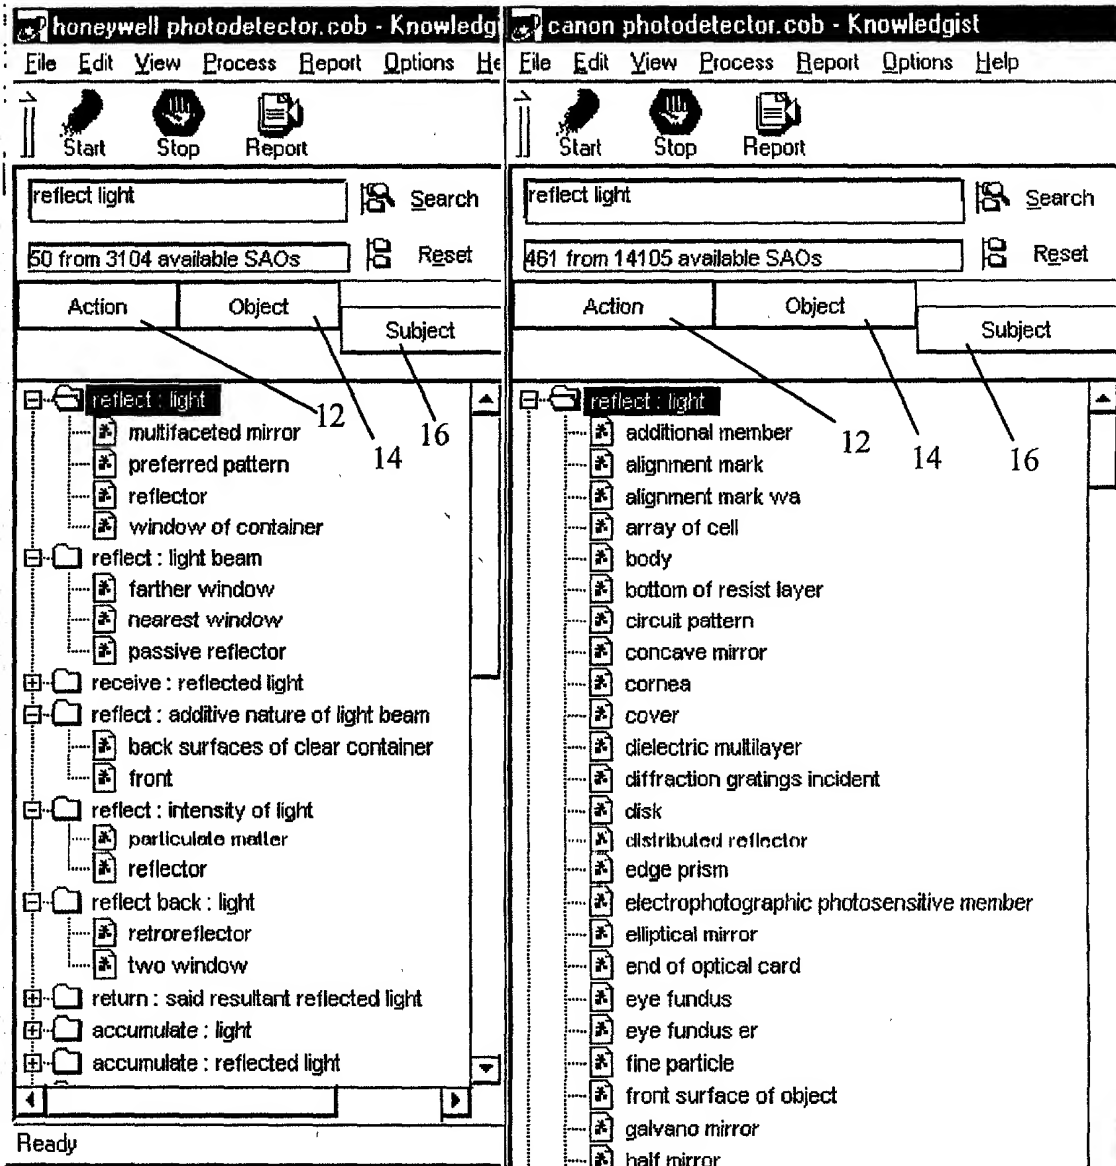 honeywell photodetector.cob - Knowledgi
File Edit View Process Report Options He
Start Stop Report
reflect light Search
50 from 3104 available SAOs Reset
Action Object Subject
12 14 16
reflect : light
multifaceted mirror
preferred pattern
reflector
window of container
reflect : light beam
farther window
nearest window
passive reflector
receive : reflected light
reflect : additive nature of light beam
back surfaces of clear container
front
reflect : intensity of light
particulate matter
reflector
reflect back : light
retroreflector
two window
return : said resultant reflected light
accumulate : light
accumulate : reflected light
Ready
canon photodetector.cob - Knowledgist
File Edit View Process Report Options Help
Start Stop Report
reflect light Search
461 from 14105 available SAOs Reset
Action Object Subject
12 14 16
reflect : light
additional member
alignment mark
alignment mark wa
array of cell
body
bottom of resist layer
circuit pattern
concave mirror
cornea
cover
dielectric multilayer
diffraction gratings incident
disk
distributed reflector
edge prism
electrophotographic photosensitive member
elliptical mirror
end of optical card
eye fundus
eye fundus er
fine particle
front surface of object
galvano mirror
half mirror